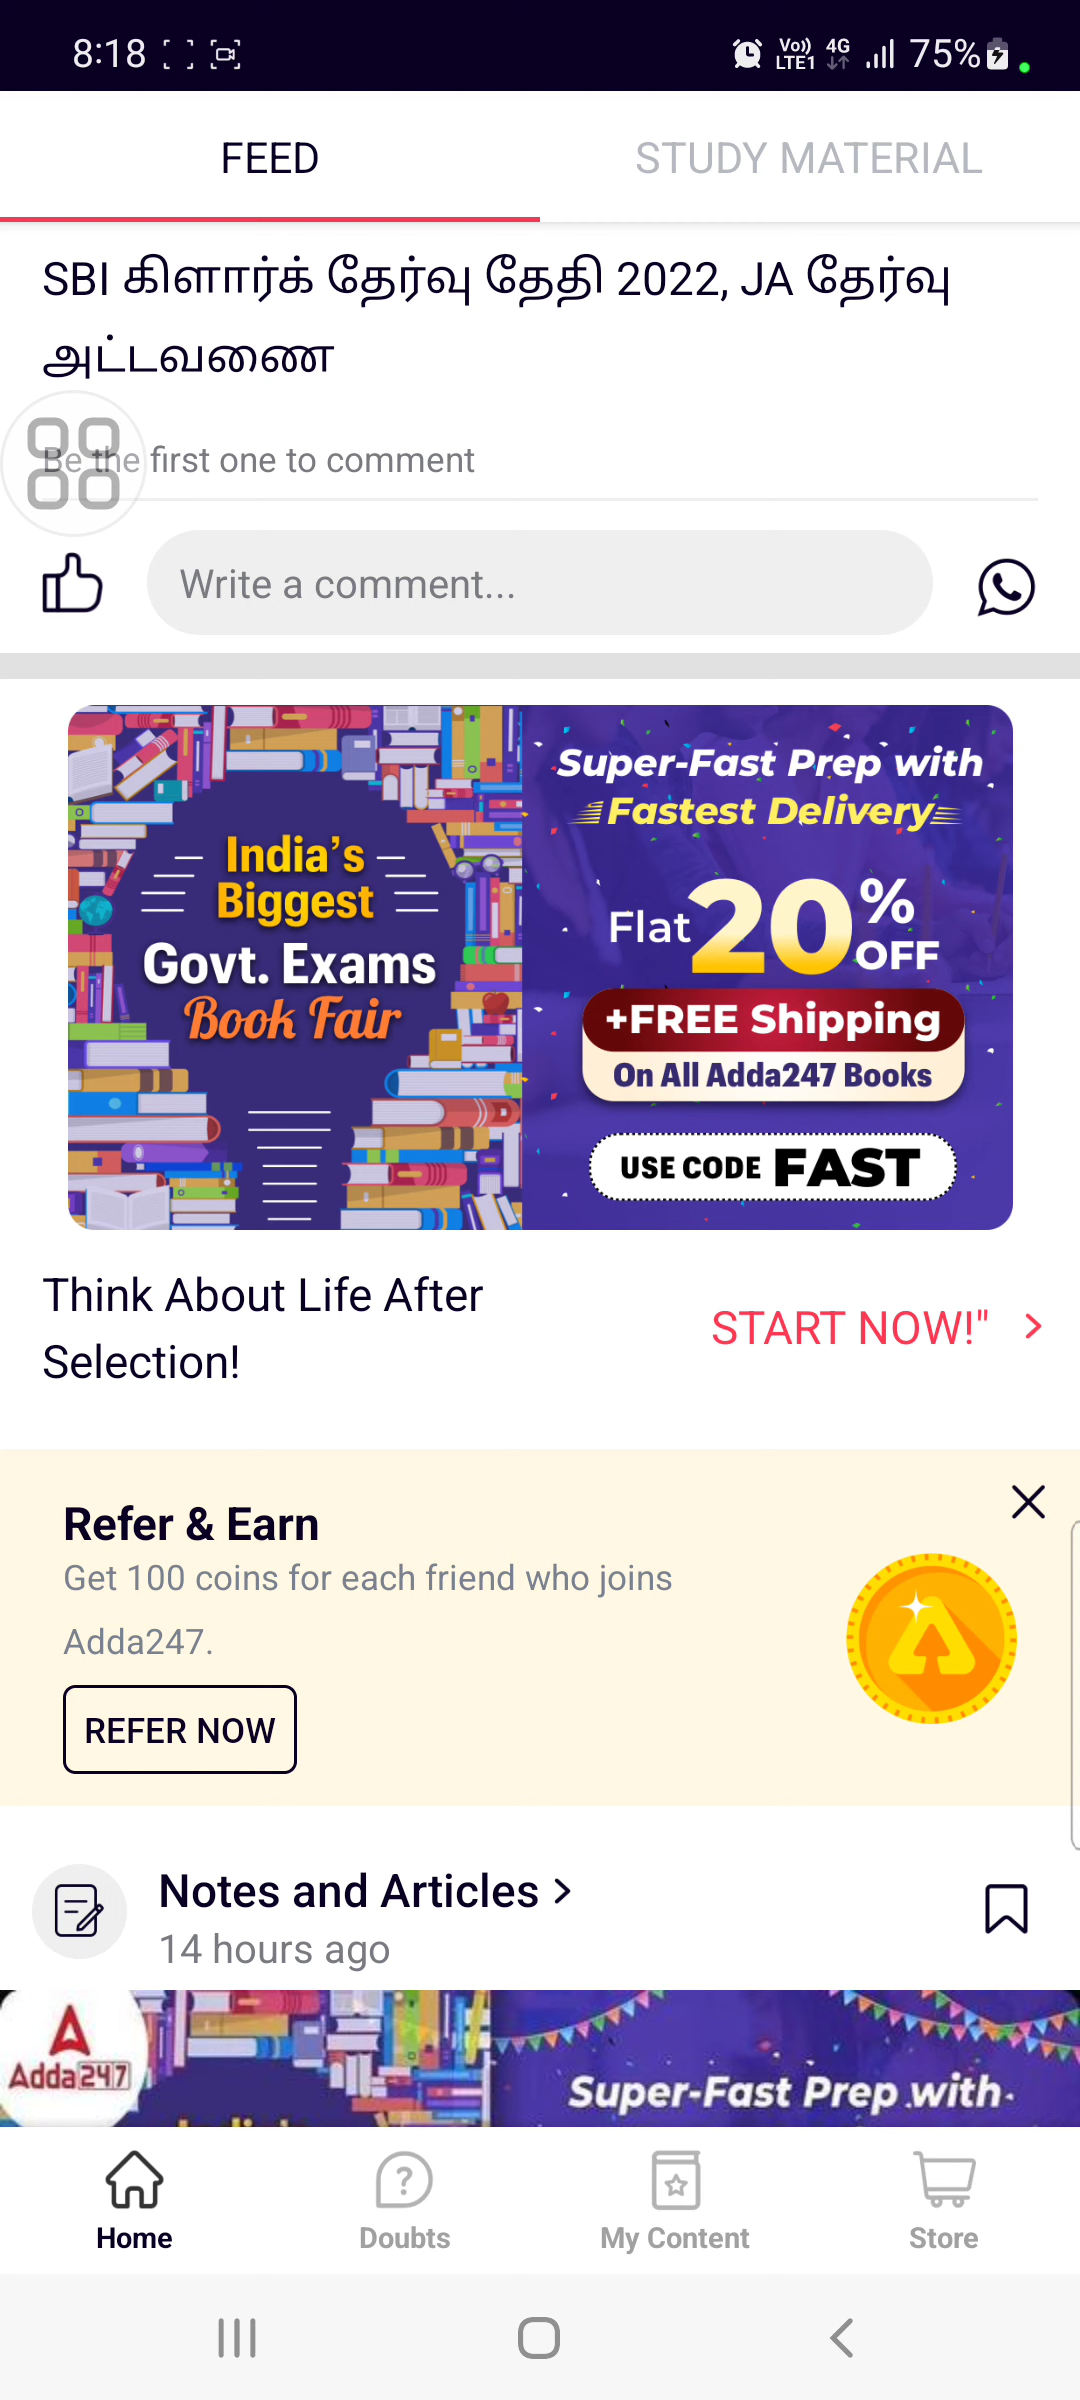 8:18
Vo)) LTE1 4G 75%
FEED
STUDY MATERIAL
SBI கிளார்க் தேர்வு தேதி 2022, JA தேர்வு
அட்டவணை
Be the first one to comment
Write a comment...
India's
Biggest
Govt. Exams
Book Fair
Super-Fast Prep with
Fastest Delivery
Flat 20% OFF
+FREE Shipping
On All Adda247 Books
USE CODE FAST
Think About Life After
Selection!
START NOW!"
Refer & Earn
Get 100 coins for each friend who joins
Adda247.
REFER NOW
Notes and Articles
14 hours ago
Adda247
Super-Fast Prep with
Home
Doubts
My Content
Store